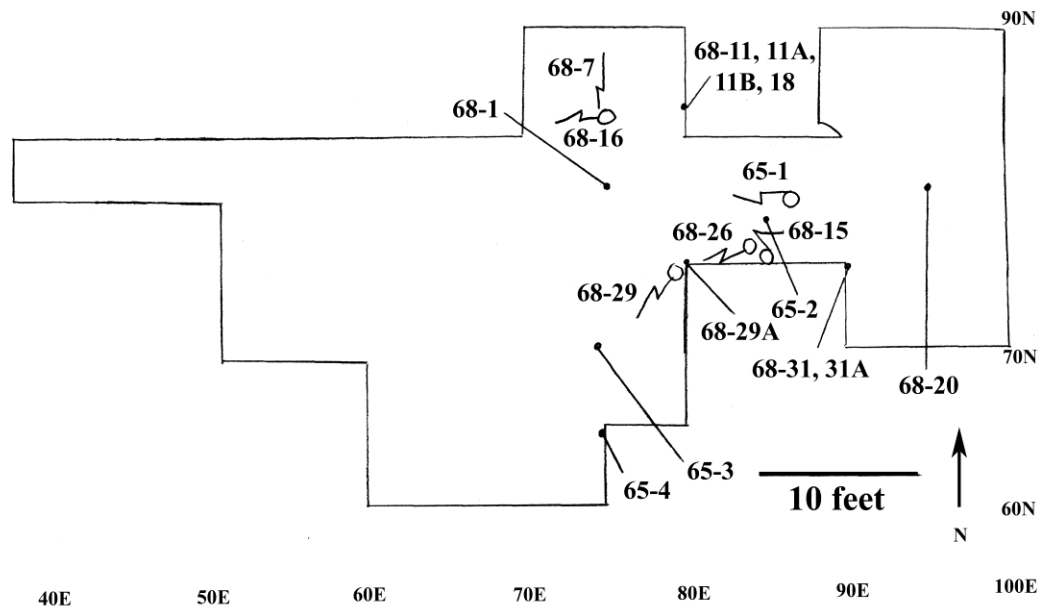 90N
68-11, 11A,
11B, 18
68-7
68-1
68-16
65-1
68-26
68-15
68-29
65-2
68-29A
70N
68-31, 31A
68-20
65-3
65-4
10 feet
60N
N
40E
50E
60E
70E
80E
90E
100E